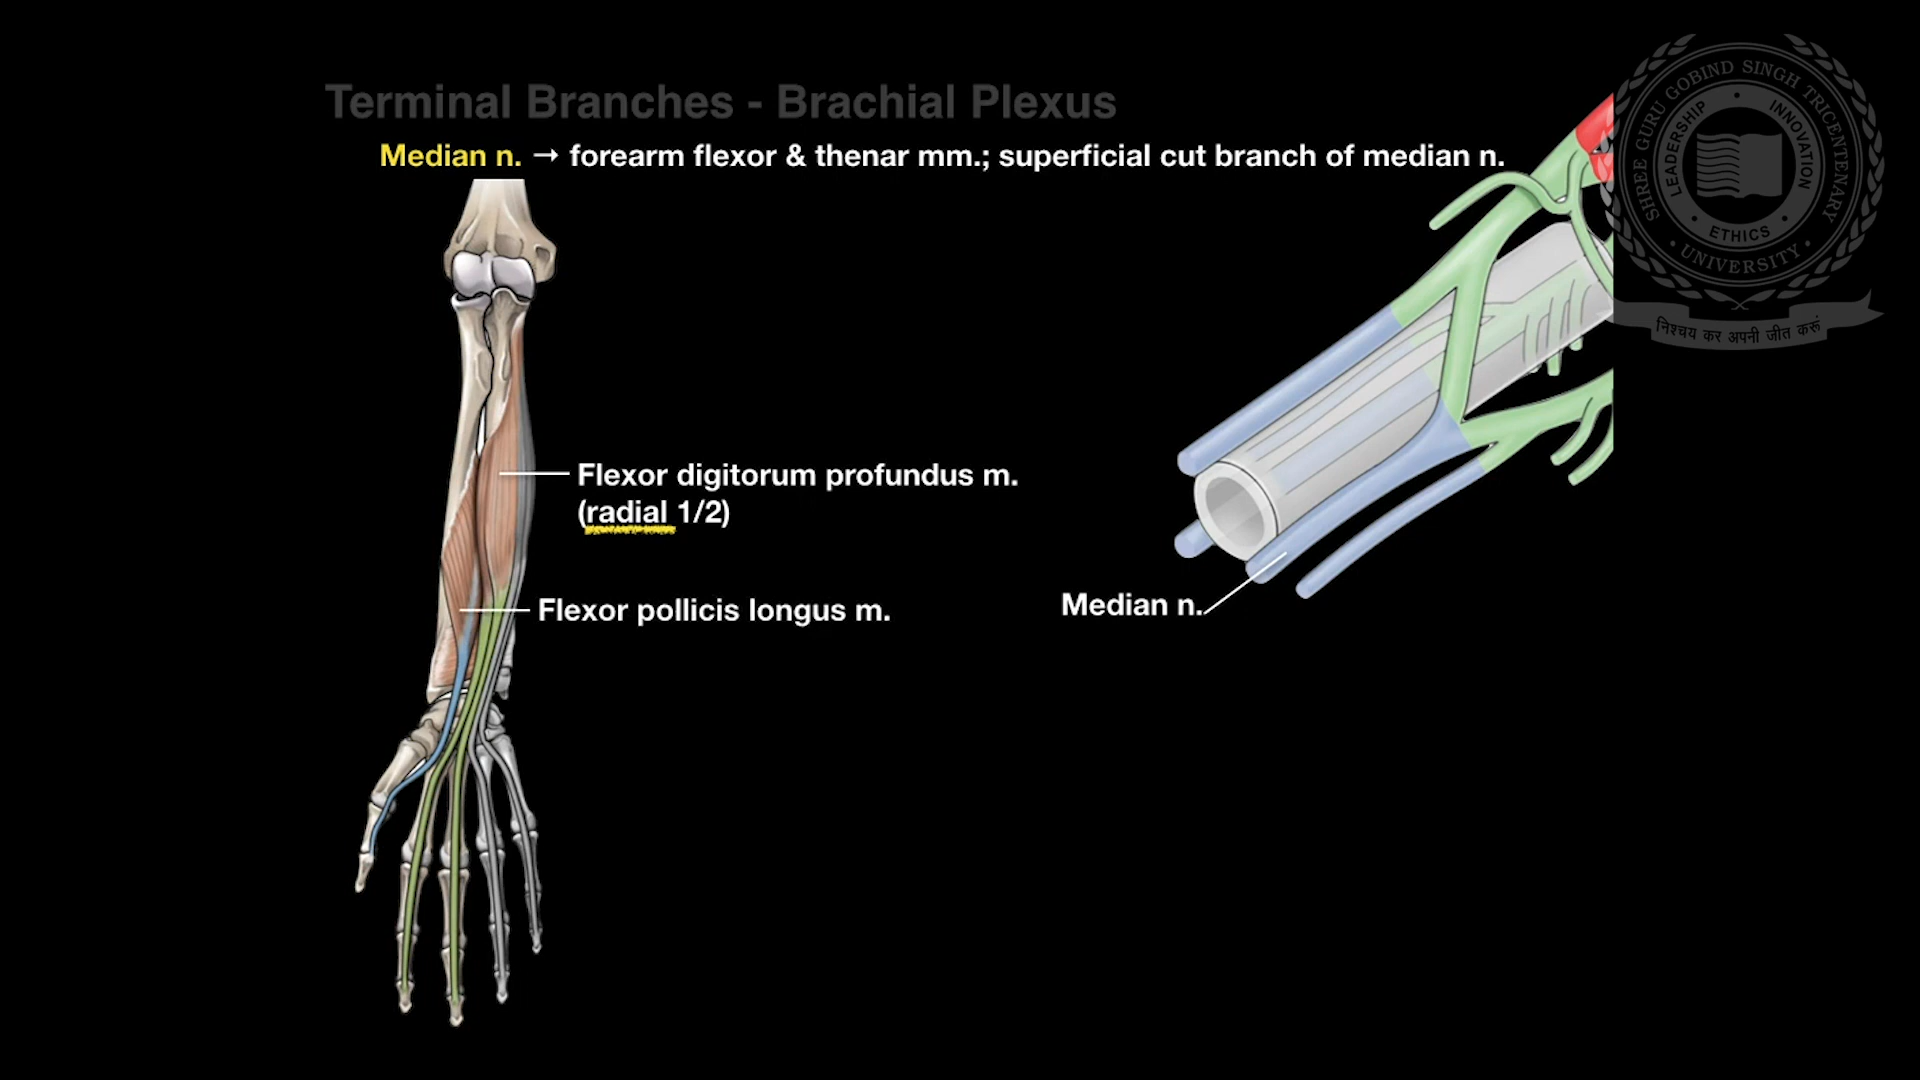 Terminal Branches - Brachial Plexus
Median n. → forearm flexor & thenar mm.; superficial cut branch of median n.
Flexor digitorum profundus m.
(radial 1/2)
Flexor pollicis longus m.
Median n.
SHREE GURU GOBIND SINGH TRICENTENARY
UNIVERSITY
LEADERSHIP
INNOVATION
ETHICS
निश्चय कर अपनी जीत करूं